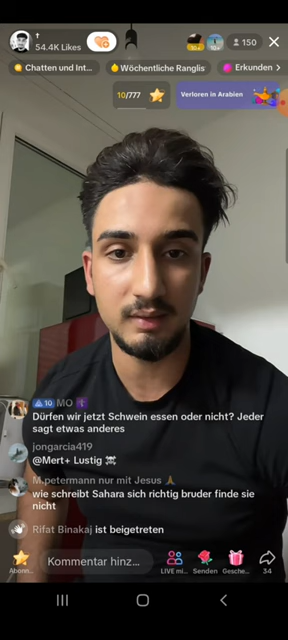 †
54.4K Likes
30+
10+
150
Chatten und Int...
Wöchentliche Ranglis
Erkunden >
10/777
Verloren in Arabien
10 MO
Dürfen wir jetzt Schwein essen oder nicht? Jeder
sagt etwas anderes
jongarcia419
@Mert+ Lustig ☠️
M.petermann nur mit Jesus 🙏
wie schreibt Sahara sich richtig bruder finde sie
nicht
Rifat Binakaj ist beigetreten
Kommentar hinz...
Abonn...
LIVE mi...
Senden
Gesche...
34